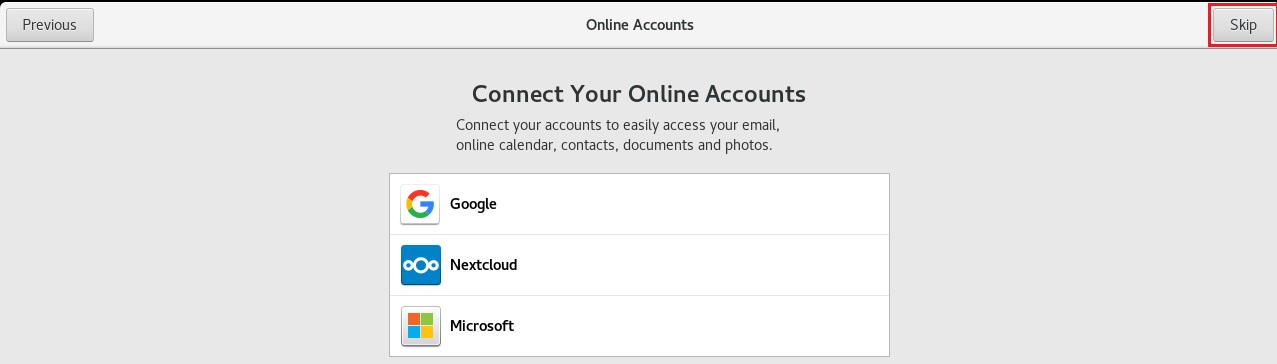 Previous
Online Accounts
Skip
Connect Your Online Accounts
Connect your accounts to easily access your email,
online calendar, contacts, documents and photos.
Google
Nextcloud
Microsoft